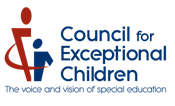 Council for
Exceptional
Children
The voice and vision of special education